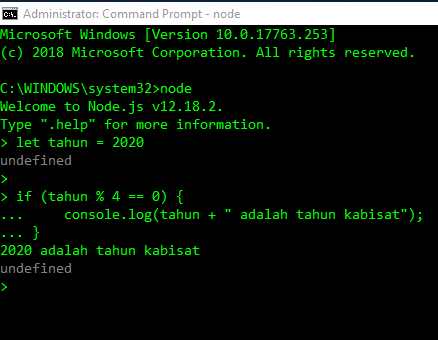 Administrator: Command Prompt - node
Microsoft Windows [Version 10.0.17763.253]
(c) 2018 Microsoft Corporation. All rights reserved.
C:\WINDOWS\system32>node
Welcome to Node.js v12.18.2.
Type ".help" for more information.
> let tahun = 2020
undefined
>
> if (tahun % 4 == 0) {
...     console.log(tahun + " adalah tahun kabisat");
... }
2020 adalah tahun kabisat
undefined
>